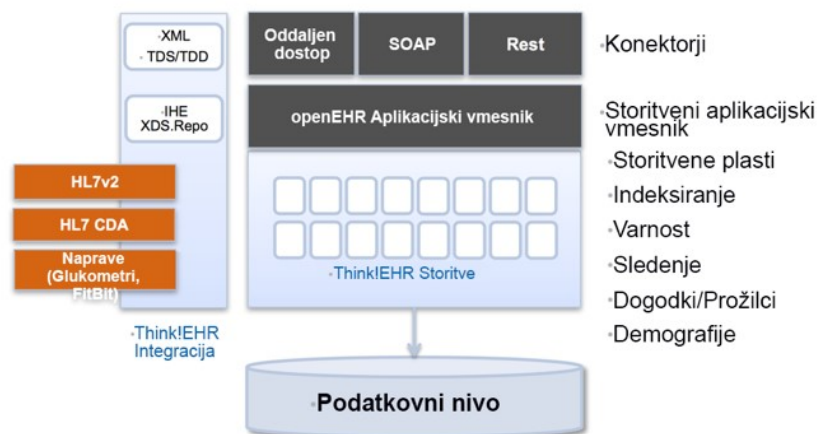 ·XML
· TDS/TDD
·IHE
XDS.Repo
HL7v2
HL7 CDA
Naprave
(Glukometri,
FitBit)
·Think!EHR
Integracija
Oddaljen
dostop
SOAP
Rest
openEHR Aplikacijski vmesnik
·Think!EHR Storitve
·Podatkovni nivo
·Konektorji
·Storitveni aplikacijski
vmesnik
·Storitvene plasti
·Indeksiranje
·Varnost
·Sledenje
·Dogodki/Prožilci
·Demografije